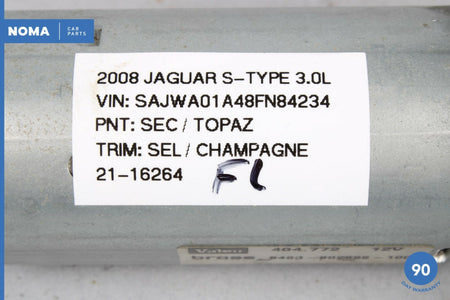 NOMA CAR
PARTS
2008 JAGUAR S-TYPE 3.0L
VIN: SAJWA01A48FN84234
PNT: SEC / TOPAZ
TRIM: SEL / CHAMPAGNE
21-16264 FL
Valeo 404.772 12V
90
DAY WARRANTY